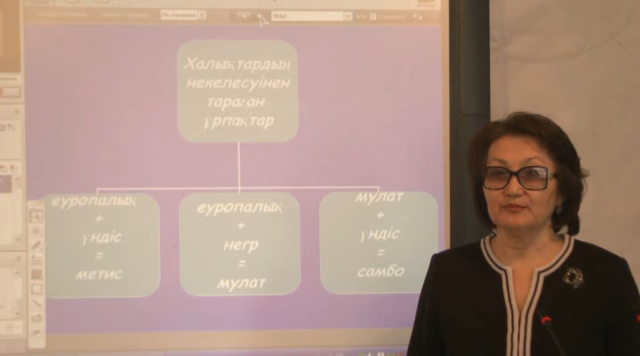 Халықтардың
некелесуінен
тараған
ұрпақтар
еуропалық
+
үндіс
=
метис
еуропалық
+
негр
=
мулат
мулат
+
үндіс
=
самбо